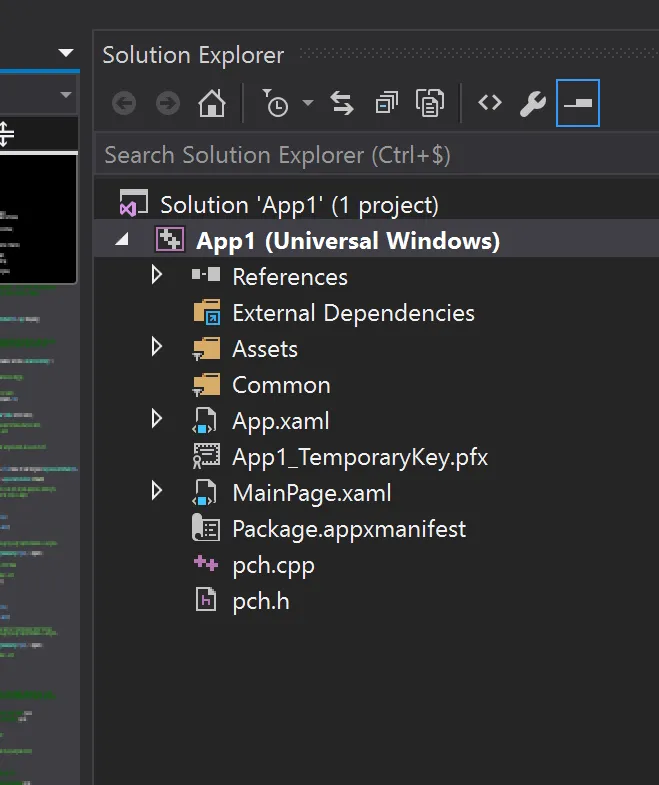 Solution Explorer
Search Solution Explorer (Ctrl+$)
Solution 'App1' (1 project)
App1 (Universal Windows)
References
External Dependencies
Assets
Common
App.xaml
App1_TemporaryKey.pfx
MainPage.xaml
Package.appxmanifest
pch.cpp
pch.h